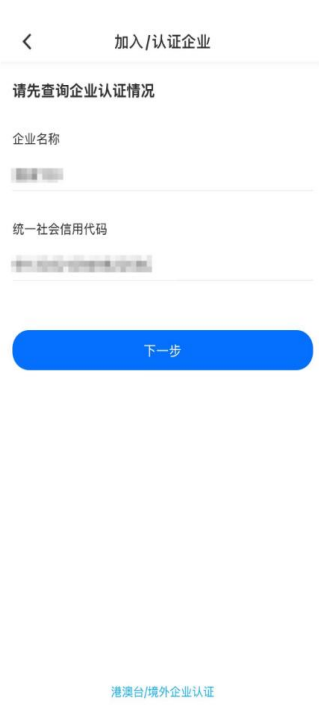 加入/认证企业
请先查询企业认证情况
企业名称
统一社会信用代码
下一步
港澳台/境外企业认证